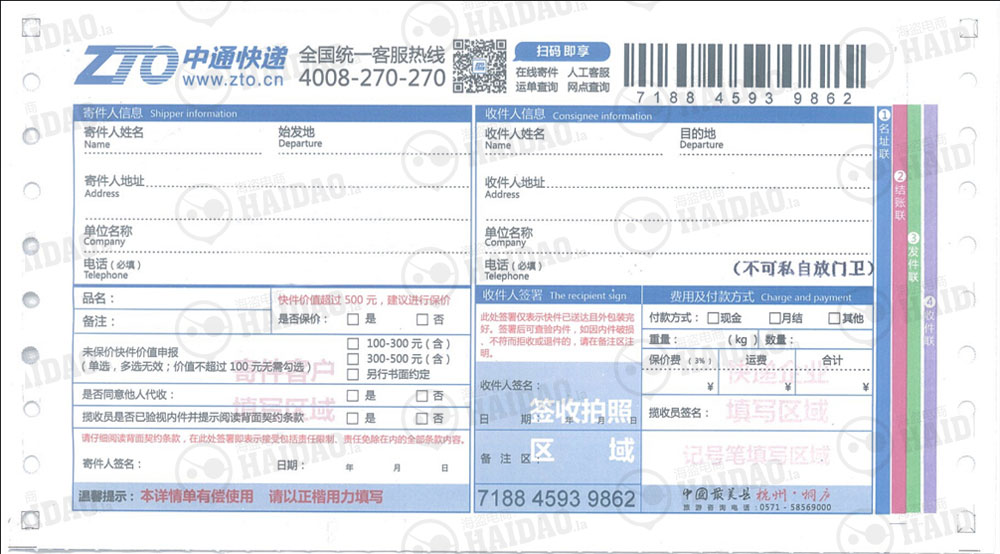 ZTO 中通快递
www.zto.cn
全国统一客服热线
4008-270-270
扫码即享
在线寄件 人工客服
运单查询 网点查询
7188 4593 9862
寄件人信息 Shipper information
寄件人姓名
Name
始发地
Departure
寄件人地址
Address
单位名称
Company
电话(必填)
Telephone
收件人信息 Consignee information
收件人姓名
Name
目的地
Departure
收件人地址
Address
单位名称
Company
电话(必填)
Telephone
(不可私自放门卫)
① 名址联
② 结账联
③ 发件联
④ 收件联
品名:
快件价值超过500元,建议进行保价
备注:
是否保价: □ 是 □ 否
未保价快件价值申报
(单选,多选无效;价值不超过100元无需勾选)
□ 100-300元(含)
□ 300-500元(含)
□ 另行书面约定
寄件客户
填写区域
是否同意他人代收: □ 是 □ 否
揽收员是否已验视内件并提示阅读背面契约条款 □ 是 □ 否
请仔细阅读背面契约条款,在此处签署即表示接受包括责任限制、责任免除在内的全部条款内容。
寄件人签名: 日期: 年 月 日
温馨提示: 本详情单有偿使用 请以正楷用力填写
收件人签署 The recipient sign
此处签署仅表示快件已送达且外包装完
好。签署后可查验内件,如因内件破损
、不符而拒收或退件的,请在备注区注
明。
收件人签名:
日 期: 年 月 日
签收拍照
区 域
备 注 区:
7188 4593 9862
费用及付款方式 Charge and payment
付款方式: □现金 □月结 □其他
重量: (kg) 数量:
保价费(3%) 运费 合计
¥ ¥ ¥
快递企业
填写区域
揽收员签名:
记号笔填写区域
中国最美县 杭州·桐庐
旅游咨询电话:0571-58569000
海盗电商
HAIDAO.la